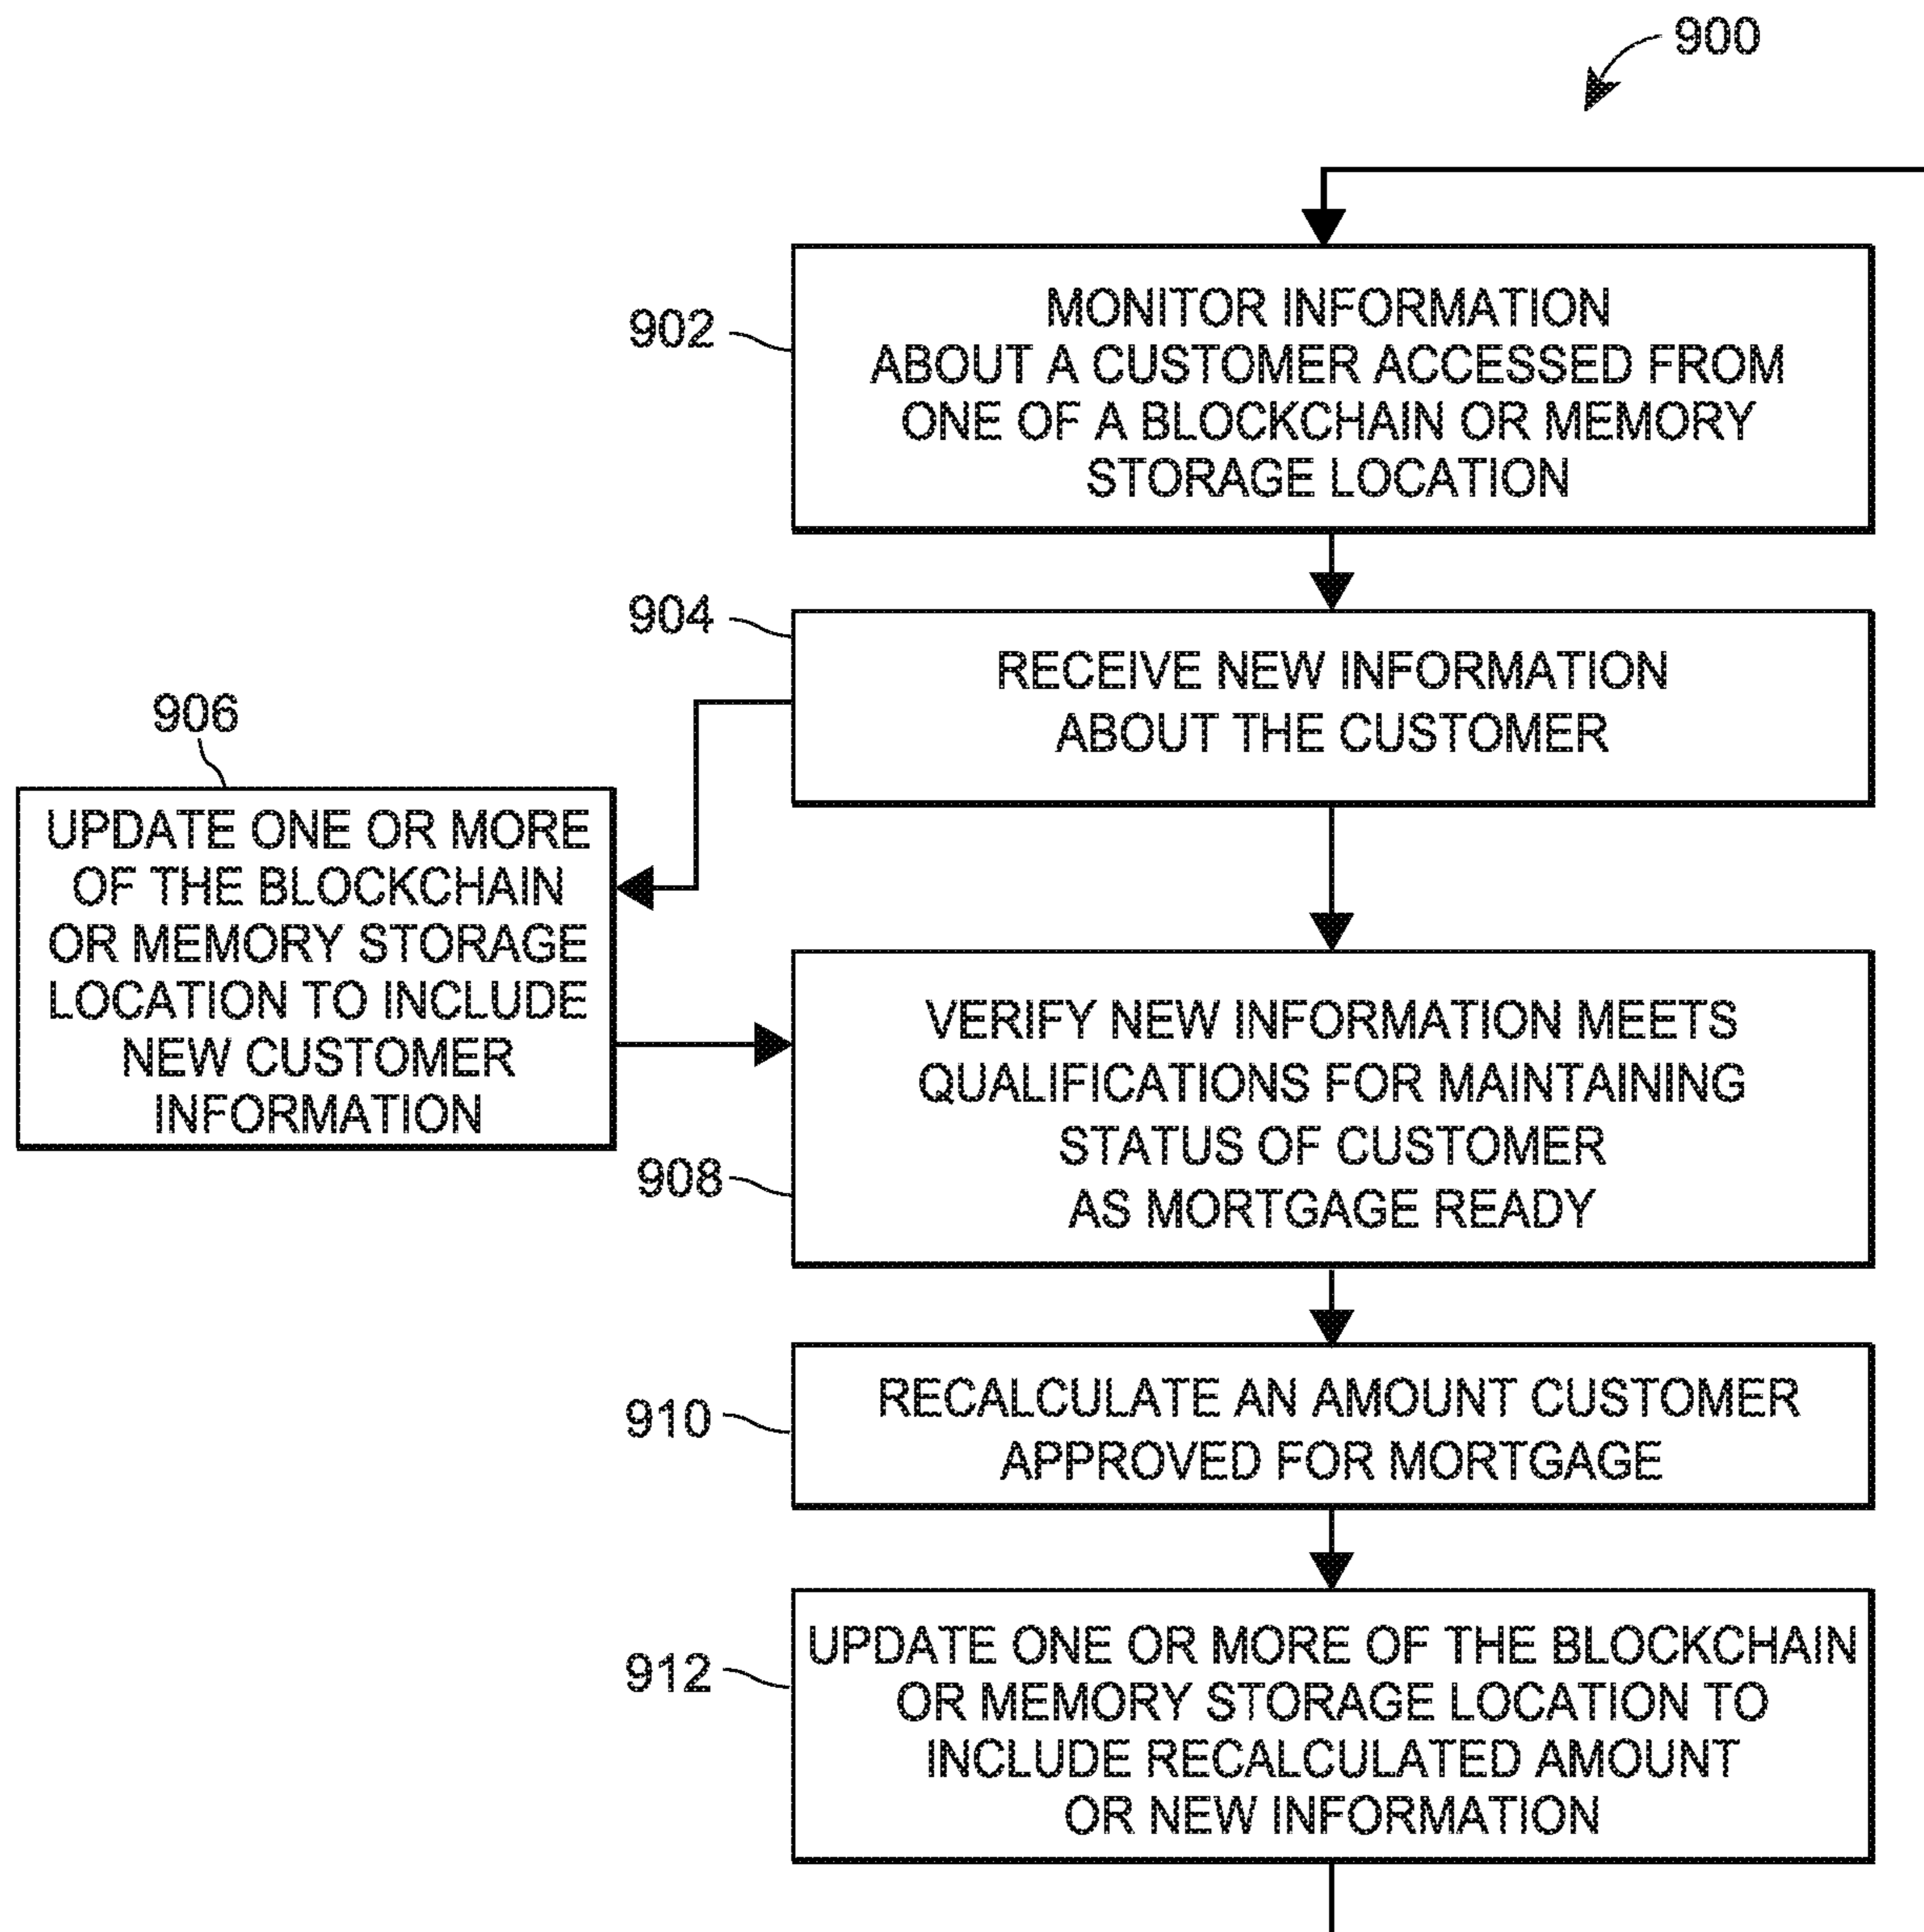 900
902
MONITOR INFORMATION
ABOUT A CUSTOMER ACCESSED FROM
ONE OF A BLOCKCHAIN OR MEMORY
STORAGE LOCATION
904
RECEIVE NEW INFORMATION
ABOUT THE CUSTOMER
906
UPDATE ONE OR MORE
OF THE BLOCKCHAIN
OR MEMORY STORAGE
LOCATION TO INCLUDE
NEW CUSTOMER
INFORMATION
908
VERIFY NEW INFORMATION MEETS
QUALIFICATIONS FOR MAINTAINING
STATUS OF CUSTOMER
AS MORTGAGE READY
910
RECALCULATE AN AMOUNT CUSTOMER
APPROVED FOR MORTGAGE
912
UPDATE ONE OR MORE OF THE BLOCKCHAIN
OR MEMORY STORAGE LOCATION TO
INCLUDE RECALCULATED AMOUNT
OR NEW INFORMATION